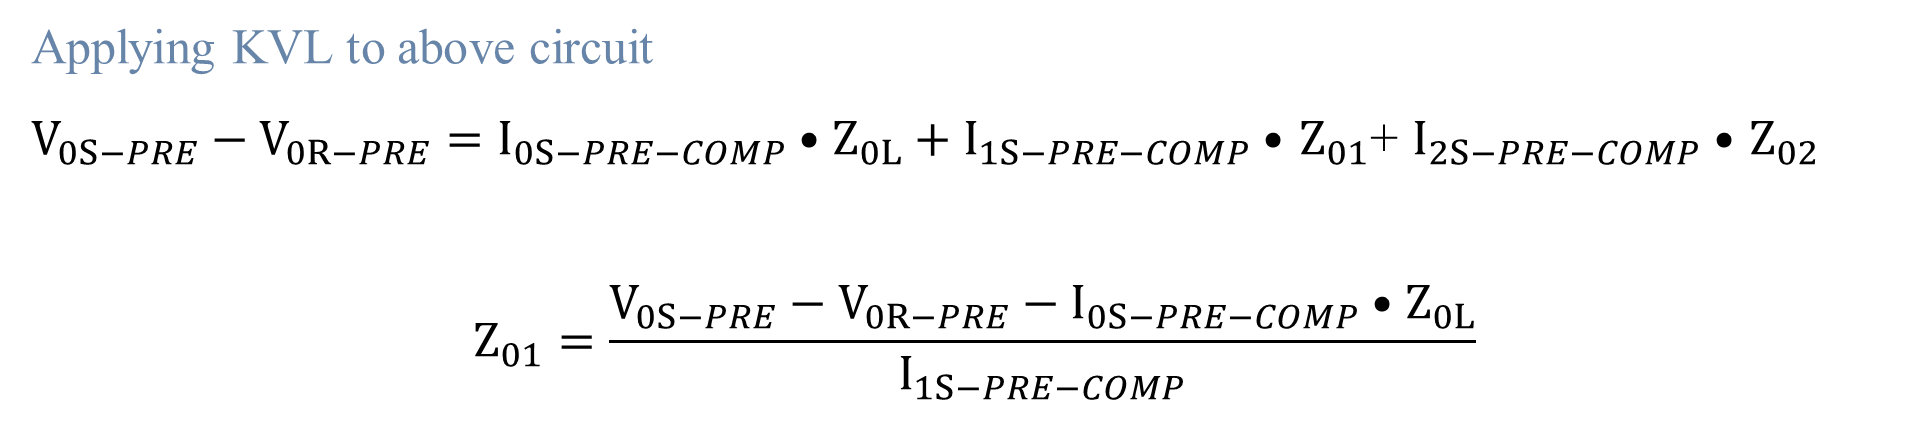 Applying KVL to above circuit
V₀S₋PRE − V₀R₋PRE = I₀S₋PRE₋COMP • Z₀L + I₁S₋PRE₋COMP • Z₀₁+ I₂S₋PRE₋COMP • Z₀₂
Z₀₁ = (V₀S₋PRE − V₀R₋PRE − I₀S₋PRE₋COMP • Z₀L) / I₁S₋PRE₋COMP